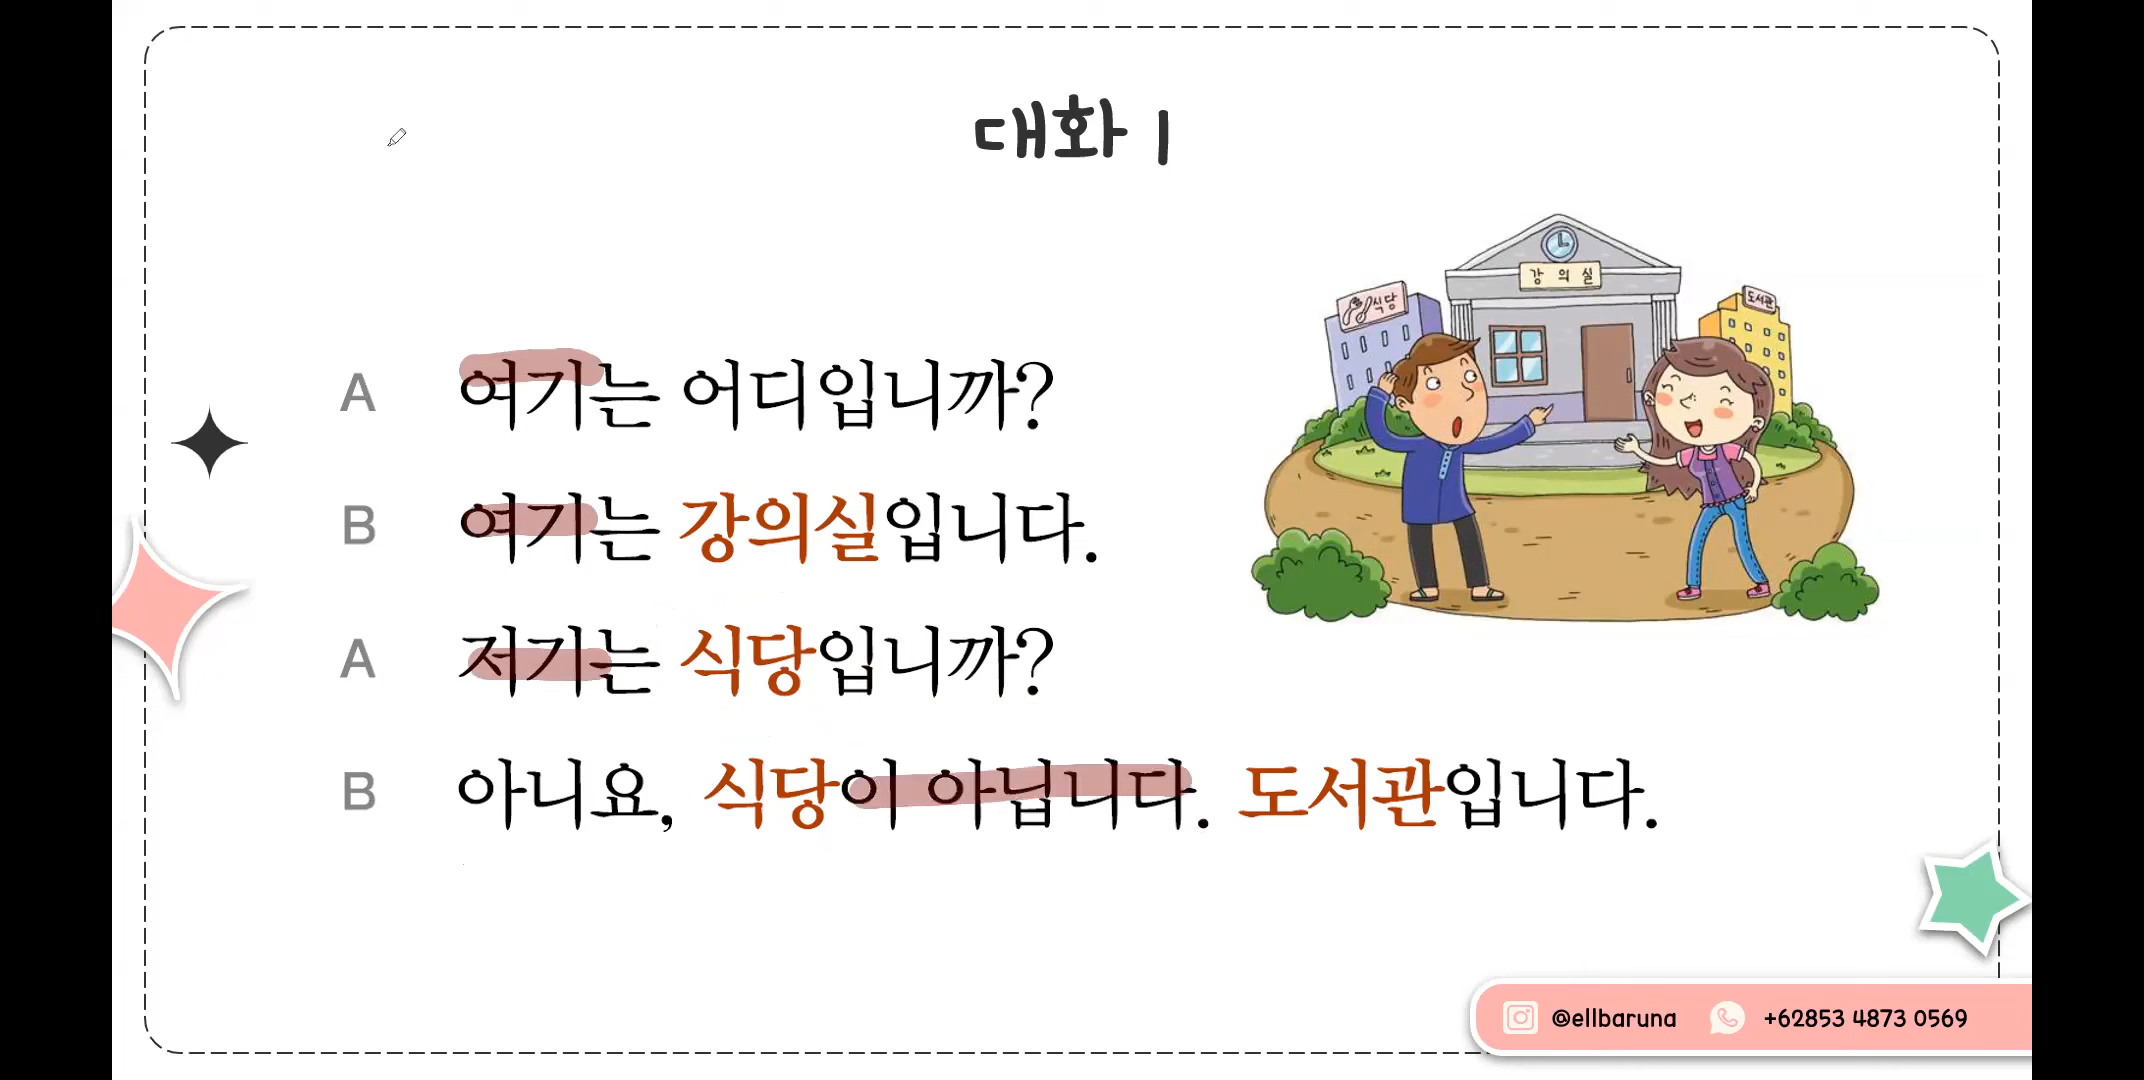 대화 1
강의실
식당
도서관
A 여기는 어디입니까?
B 여기는 강의실입니다.
A 저기는 식당입니까?
B 아니요, 식당이 아닙니다. 도서관입니다.
@ellbaruna +62853 4873 0569